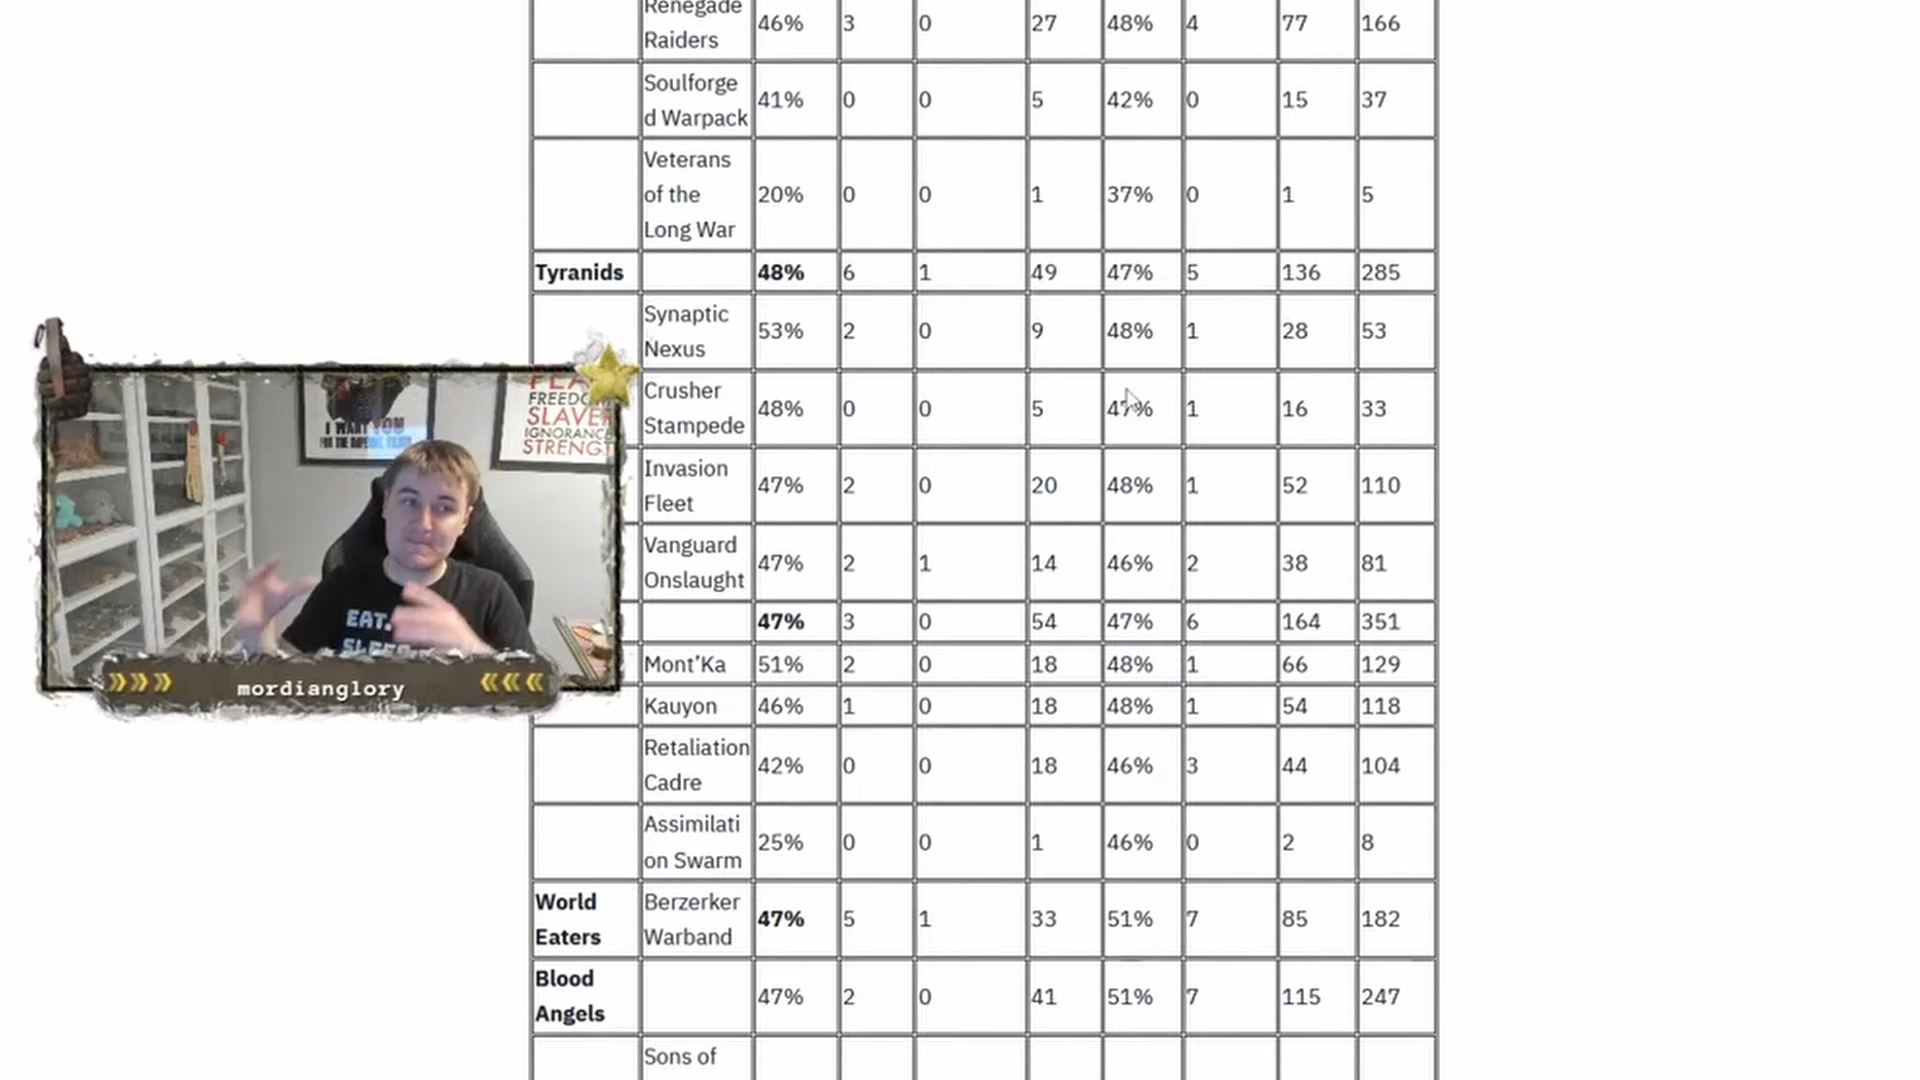 Renegade
Raiders
46% 3 0 27 48% 4 77 166
Soulforge
d Warpack
41% 0 0 5 42% 0 15 37
Veterans
of the
Long War
20% 0 0 1 37% 0 1 5
Tyranids 48% 6 1 49 47% 5 136 285
Synaptic
Nexus
53% 2 0 9 48% 1 28 53
Crusher
Stampede
48% 0 0 5 47% 1 16 33
Invasion
Fleet
47% 2 0 20 48% 1 52 110
Vanguard
Onslaught
47% 2 1 14 46% 2 38 81
47% 3 0 54 47% 6 164 351
Mont’Ka 51% 2 0 18 48% 1 66 129
Kauyon 46% 1 0 18 48% 1 54 118
Retaliation
Cadre
42% 0 0 18 46% 3 44 104
Assimilati
on Swarm
25% 0 0 1 46% 0 2 8
World
Eaters
Berzerker
Warband
47% 5 1 33 51% 7 85 182
Blood
Angels
47% 2 0 41 51% 7 115 247
Sons of
I WANT YOU
FREEDOM
SLAVER
IGNORANCE
STRENGT
EAT.
SLEEP
mordianglory